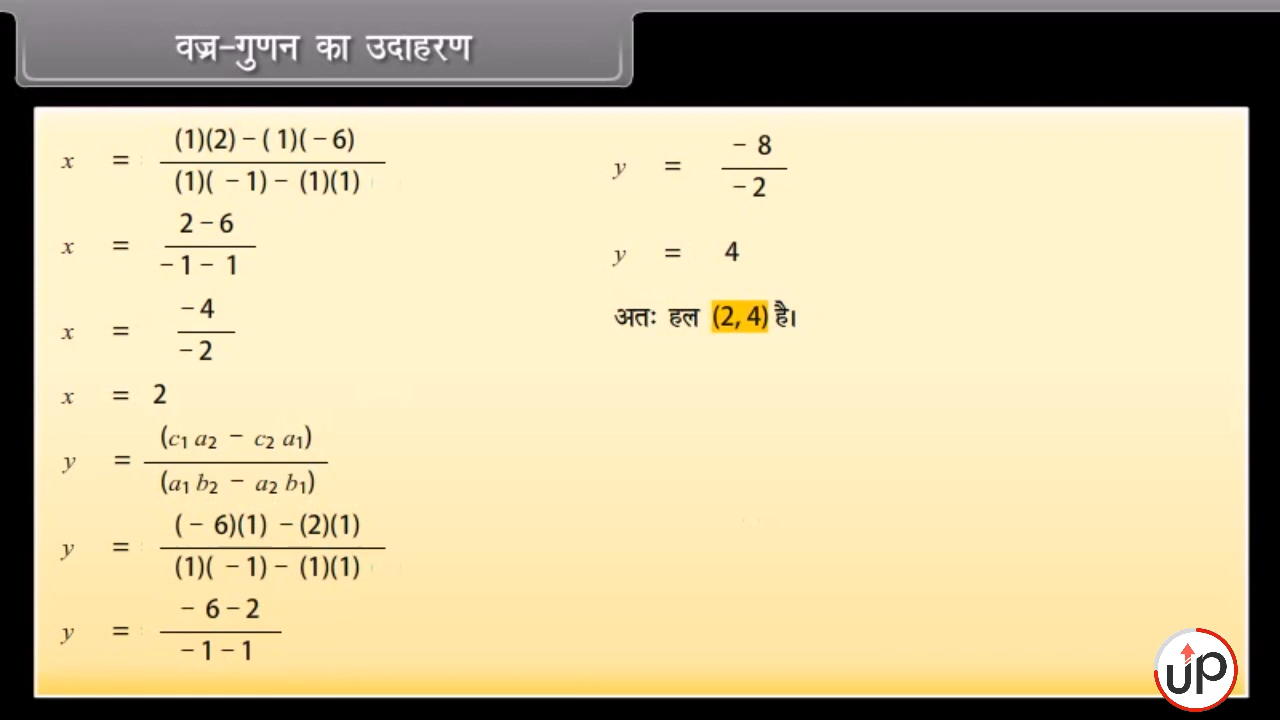 वज्र-गुणन का उदाहरण
x = (1)(2) - ( 1)( - 6) / (1)( - 1) - (1)(1)
x = 2 - 6 / - 1 - 1
x = - 4 / - 2
x = 2
y = (c₁ a₂ - c₂ a₁) / (a₁ b₂ - a₂ b₁)
y = ( - 6)(1) - (2)(1) / (1)( - 1) - (1)(1)
y = - 6 - 2 / - 1 - 1
y = - 8 / - 2
y = 4
अतः हल (2, 4) है।
UP